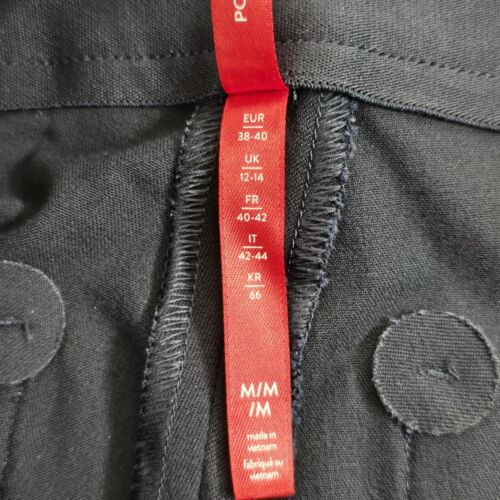 PO
EUR
38-40
UK
12-14
FR
40-42
IT
42-44
KR
66
M/M
/M
made in
vietnam
fabriqué au
vietnam